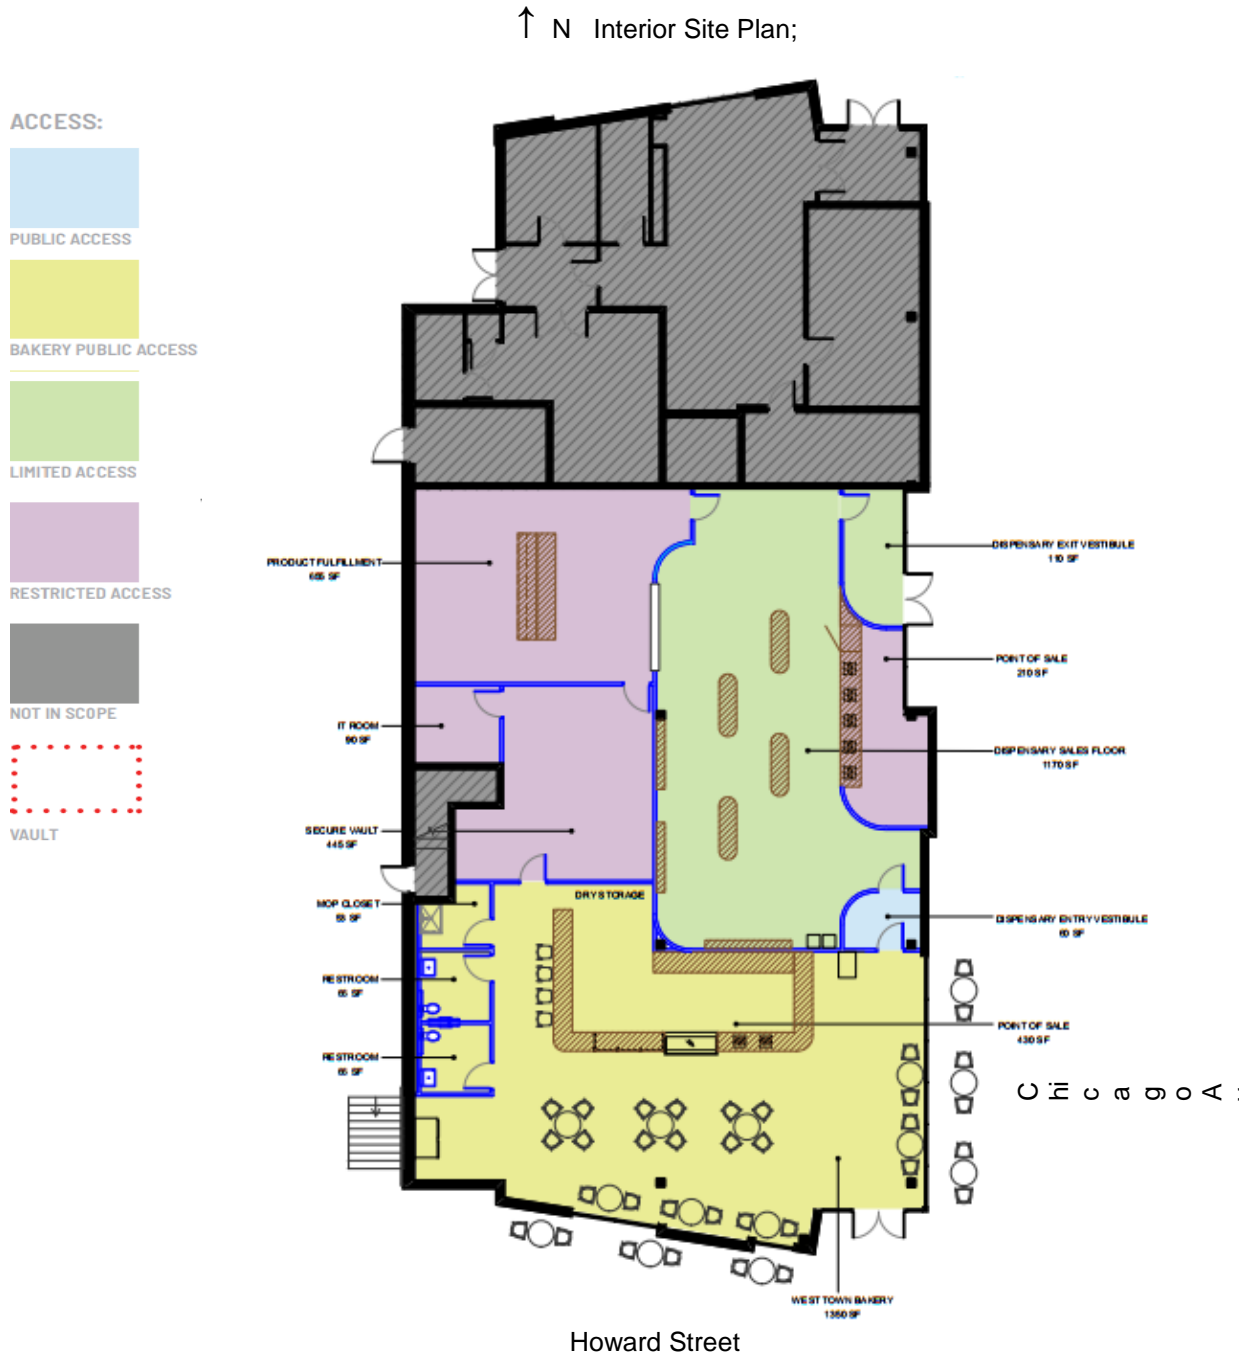 ↑ N Interior Site Plan;
ACCESS:
PUBLIC ACCESS
BAKERY PUBLIC ACCESS
LIMITED ACCESS
RESTRICTED ACCESS
NOT IN SCOPE
VAULT
PRODUCT FULFILLMENT
655 SF
IT ROOM
90 SF
SECURE VAULT
445 SF
MOP CLOSET
53 SF
RESTROOM
65 SF
RESTROOM
65 SF
DRY STORAGE
DISPENSARY EXIT VESTIBULE
110 SF
POINT OF SALE
210 SF
DISPENSARY SALES FLOOR
1170 SF
DISPENSARY ENTRY VESTIBULE
60 SF
POINT OF SALE
430 SF
Chicago A
WEST TOWN BAKERY
1350 SF
Howard Street